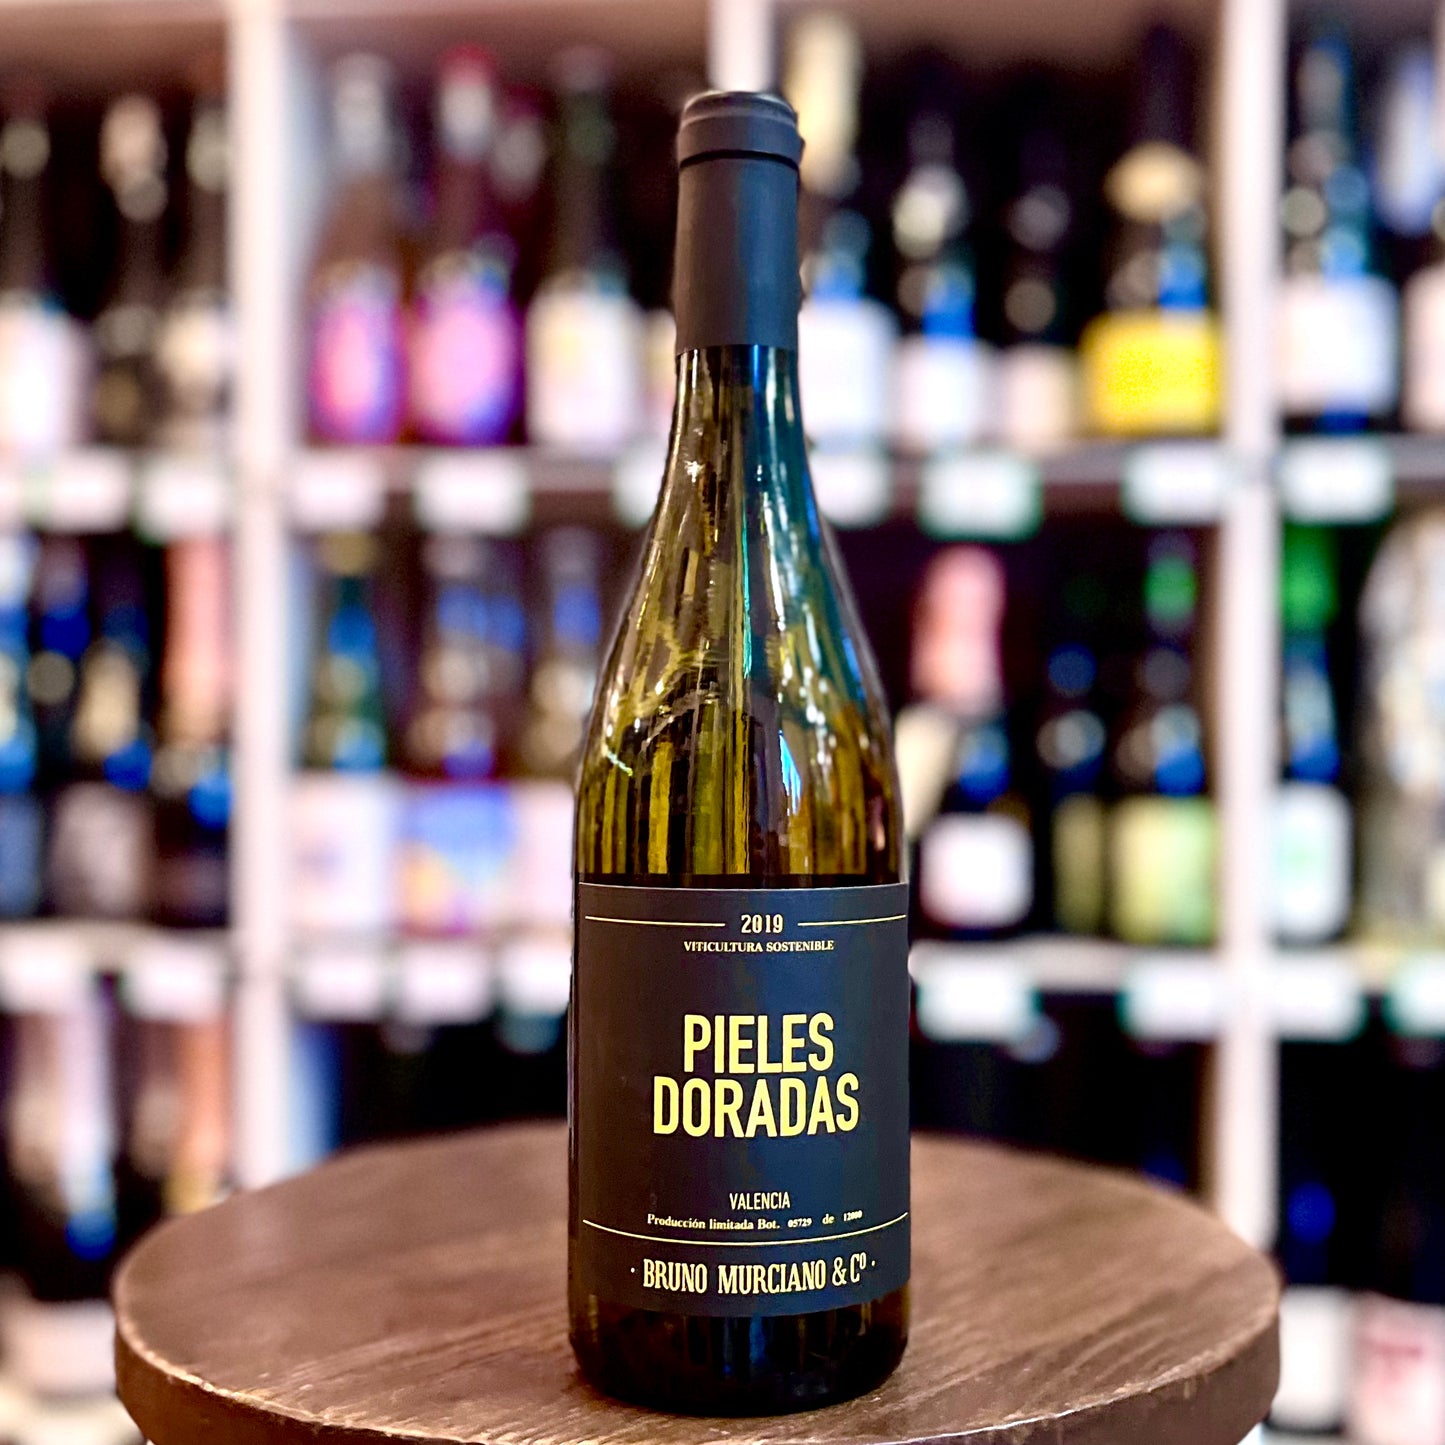 2019
VITICULTURA SOSTENIBLE
PIELES
DORADAS
VALENCIA
Producción limitada Bot. 05729 de 12000
· BRUNO MURCIANO & Cº ·